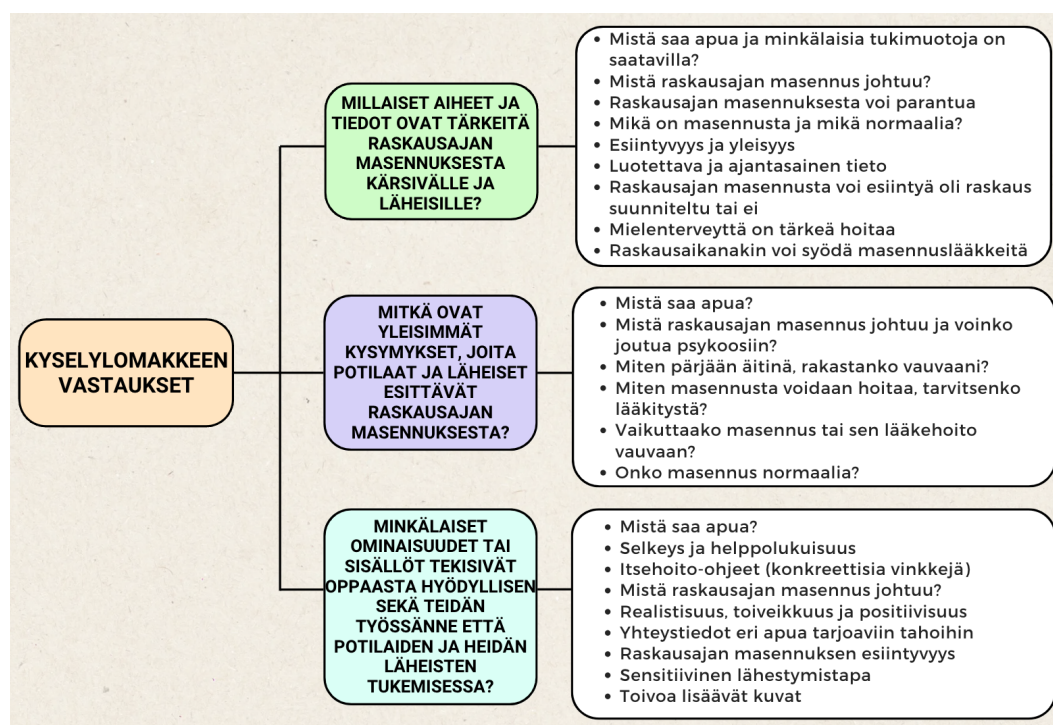 KYSELYLOMAKKEEN
VASTAUKSET
MILLAISET AIHEET JA
TIEDOT OVAT TÄRKEITÄ
RASKAUSAJAN
MASENNUKSESTA
KÄRSIVÄLLE JA
LÄHEISILLE?
• Mistä saa apua ja minkälaisia tukimuotoja on
saatavilla?
• Mistä raskausajan masennus johtuu?
• Raskausajan masennuksesta voi parantua
• Mikä on masennusta ja mikä normaalia?
• Esiintyvyys ja yleisyys
• Luotettava ja ajantasainen tieto
• Raskausajan masennusta voi esiintyä oli raskaus
suunniteltu tai ei
• Mielenterveyttä on tärkeä hoitaa
• Raskausaikanakin voi syödä masennuslääkkeitä
MITKÄ OVAT
YLEISIMMÄT
KYSYMYKSET, JOITA
POTILAAT JA LÄHEISET
ESITTÄVÄT
RASKAUSAJAN
MASENNUKSESTA?
• Mistä saa apua?
• Mistä raskausajan masennus johtuu ja voinko
joutua psykoosiin?
• Miten pärjään äitinä, rakastanko vauvaani?
• Miten masennusta voidaan hoitaa, tarvitsenko
lääkitystä?
• Vaikuttaako masennus tai sen lääkehoito
vauvaan?
• Onko masennus normaalia?
MINKÄLAISET
OMINAISUUDET TAI
SISÄLLÖT TEKISIVÄT
OPPAASTA HYÖDYLLISEN
SEKÄ TEIDÄN
TYÖSSÄNNE ETTÄ
POTILAIDEN JA HEIDÄN
LÄHEISTEN
TUKEMISESSA?
• Mistä saa apua?
• Selkeys ja helppolukuisuus
• Itsehoito-ohjeet (konkreettisia vinkkejä)
• Mistä raskausajan masennus johtuu?
• Realistisuus, toiveikkuus ja positiivisuus
• Yhteystiedot eri apua tarjoaviin tahoihin
• Raskausajan masennuksen esiintyvyys
• Sensitiivinen lähestymistapa
• Toivoa lisäävät kuvat